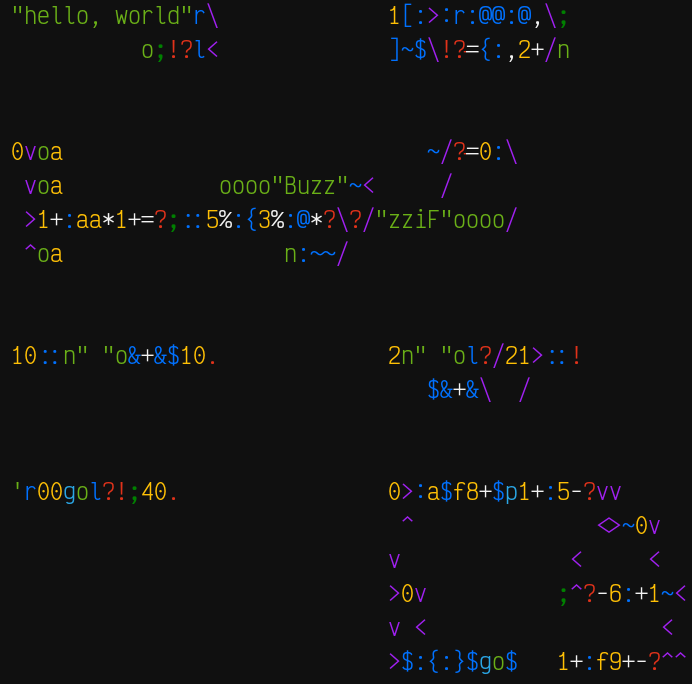 "hello, world"r\             1[:>:r:@@:@,\;
          o;!?l<             ]~$\!?={:,2+/n
0voa                            ~/?=0:\
 voa            oooo"Buzz"~<     /
 >1+:aa*1+=?;::5%:{3%:@*?\?/"zziF"oooo/
 ^oa                 n:~~/
10::n" "o&+&$10.             2n" "ol?/21>::!
                                $&+&\  /
'r00gol?!;40.                0>:a$f8+$p1+:5-?vv
                              ^              <>~0v
                             v             <     <
                             >0v          ;^?-6:+1~<
                             v <                  <
                             >$:{:}$go$   1+:f9+-?^^